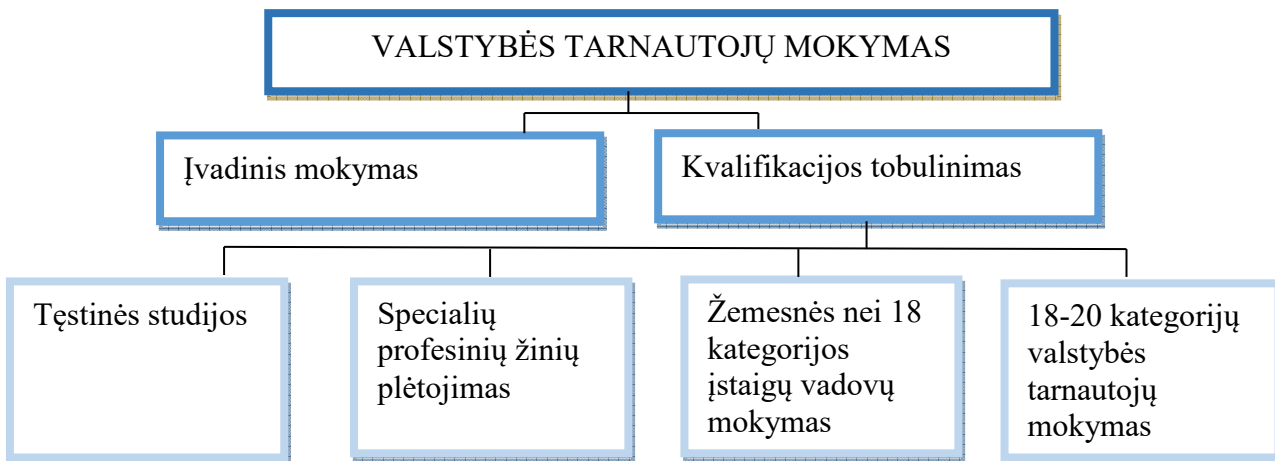 VALSTYBĖS TARNAUTOJŲ MOKYMAS
Įvadinis mokymas
Kvalifikacijos tobulinimas
Tęstinės studijos
Specialių
profesinių žinių
plėtojimas
Žemesnės nei 18
kategorijos
įstaigų vadovų
mokymas
18-20 kategorijų
valstybės
tarnautojų
mokymas